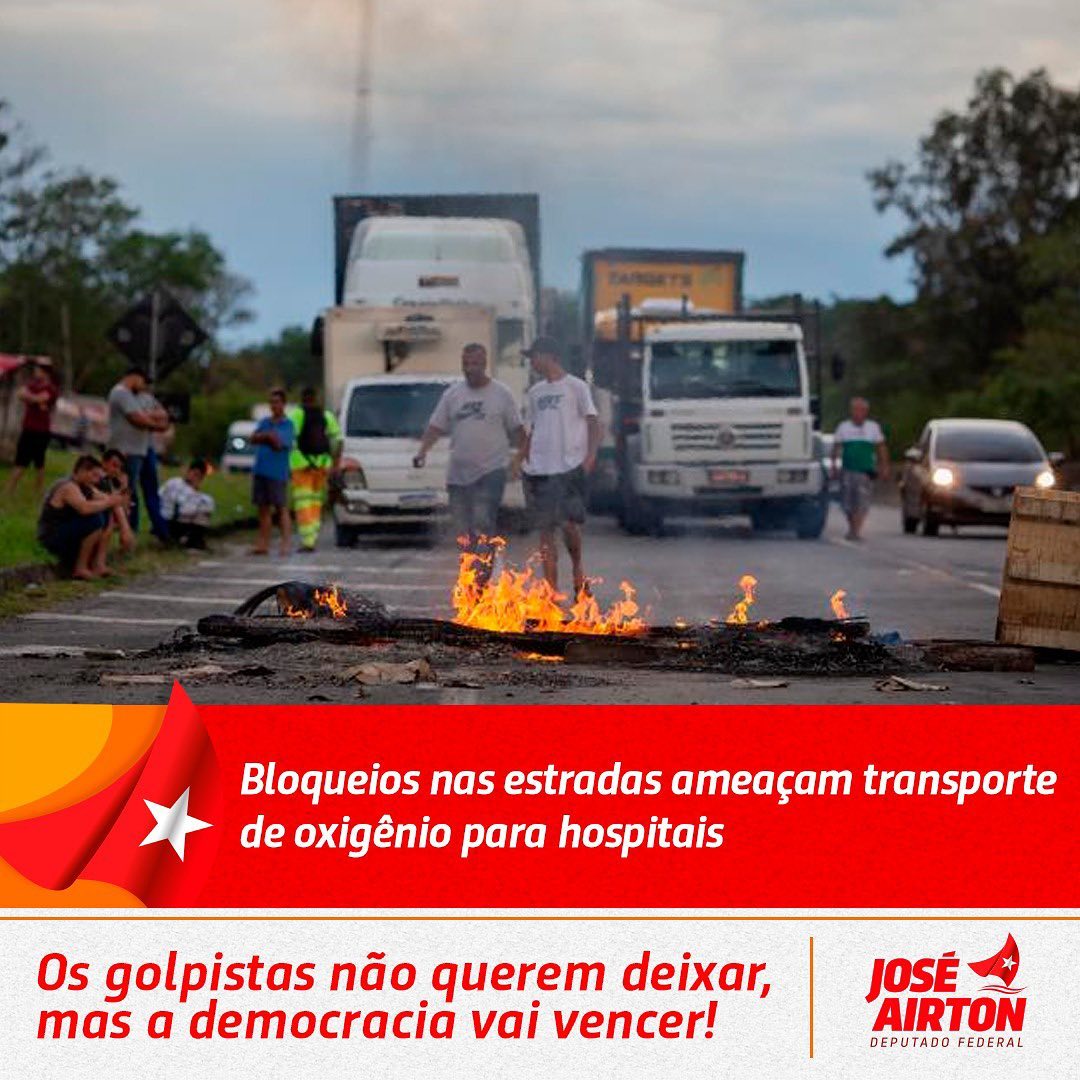 TARGETS
Bloqueios nas estradas ameaçam transporte
de oxigênio para hospitais
Os golpistas não querem deixar,
mas a democracia vai vencer!
JOSÉ
AIRTON
DEPUTADO FEDERAL